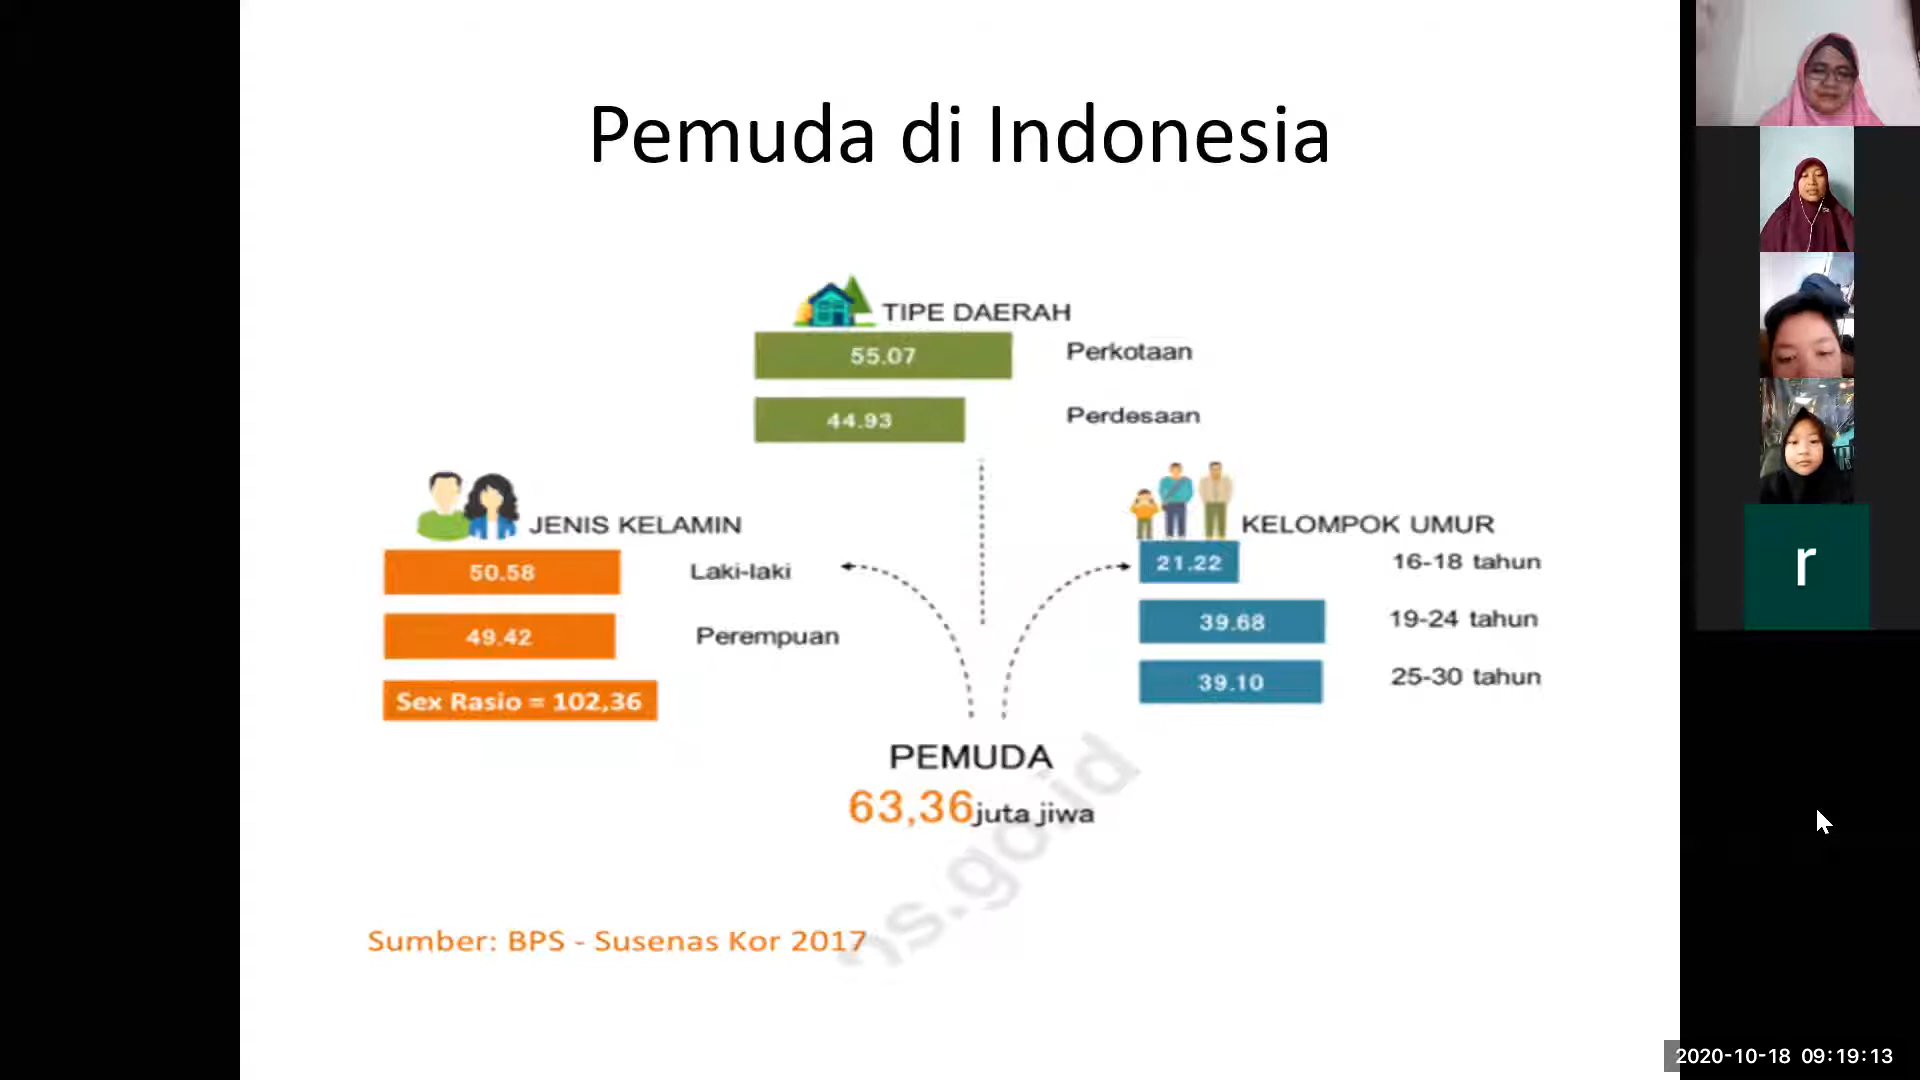 Pemuda di Indonesia
TIPE DAERAH
55.07 Perkotaan
44.93 Perdesaan
JENIS KELAMIN
50.58 Laki-laki
49.42 Perempuan
Sex Rasio = 102,36
KELOMPOK UMUR
21.22 16-18 tahun
39.68 19-24 tahun
39.10 25-30 tahun
PEMUDA
63,36 juta jiwa
Sumber: BPS - Susenas Kor 2017
r
2020-10-18 09:19:13